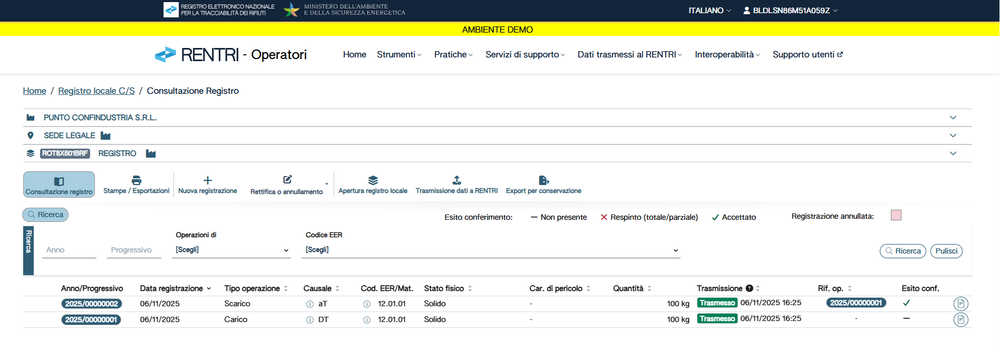 REGISTRO ELETTRONICO NAZIONALE
PER LA TRACCIABILITÀ DEI RIFIUTI
MINISTERO DELL'AMBIENTE
E DELLA SICUREZZA ENERGETICA
ITALIANO
BLDLSN86M51A059Z
AMBIENTE DEMO
RENTRI - Operatori
Home Strumenti Pratiche Servizi di supporto Dati trasmessi al RENTRI Interoperabilità Supporto utenti
Home / Registro locale C/S / Consultazione Registro
PUNTO CONFINDUSTRIA S.R.L.
SEDE LEGALE
ROT8X601BRF REGISTRO
Consultazione registro Stampe / Esportazioni Nuova registrazione Rettifica o annullamento Apertura registro locale Trasmissione dati a RENTRI Export per conservazione
Ricerca
Esito conferimento: Non presente Respinto (totale/parziale) Accettato Registrazione annullata:
Ricerca
Operazioni di Codice EER
Anno Progressivo [Scegli] [Scegli] Ricerca Pulisci
Anno/Progressivo Data registrazione Tipo operazione Causale Cod. EER/Mat. Stato fisico Car. di pericolo Quantità Trasmissione Rif. op. Esito conf.
2025/00000002 06/11/2025 Scarico aT 12.01.01 Solido - 100 kg Trasmesso 06/11/2025 16:25 2025/00000001
2025/00000001 06/11/2025 Carico DT 12.01.01 Solido - 100 kg Trasmesso 06/11/2025 16:25 -